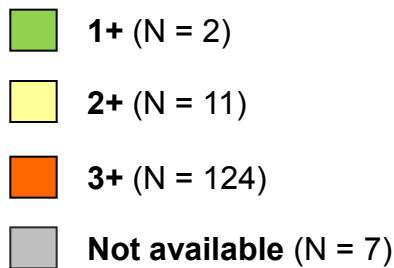 1+ (N = 2)
2+ (N = 11)
3+ (N = 124)
Not available (N = 7)